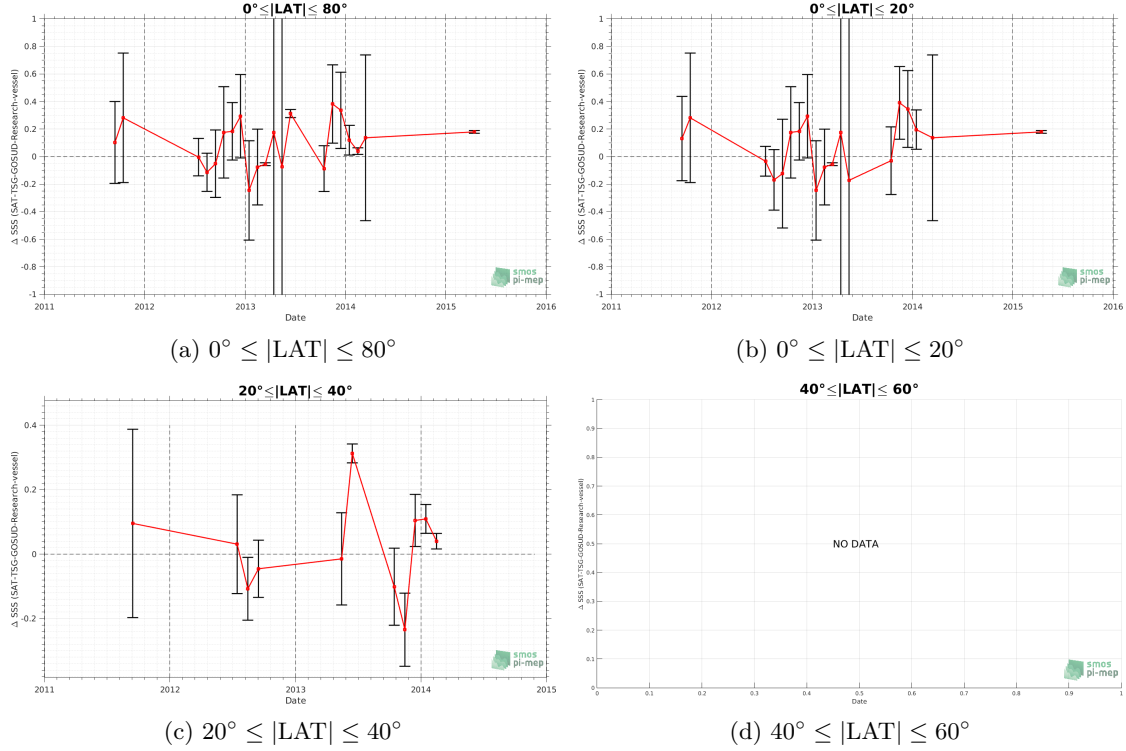 0°≤|LAT|≤ 80°
1
0.8
0.6
0.4
0.2
0
-0.2
-0.4
-0.6
-0.8
-1
Δ SSS (SAT-TSG-GOSUD-Research-vessel)
2011 2012 2013 2014 2015 2016
Date
smos
pi-mep
(a) 0° ≤ |LAT| ≤ 80°
0°≤|LAT|≤ 20°
1
0.8
0.6
0.4
0.2
0
-0.2
-0.4
-0.6
-0.8
-1
Δ SSS (SAT-TSG-GOSUD-Research-vessel)
2011 2012 2013 2014 2015 2016
Date
smos
pi-mep
(b) 0° ≤ |LAT| ≤ 20°
20°≤|LAT|≤ 40°
0.4
0.2
0
-0.2
Δ SSS (SAT-TSG-GOSUD-Research-vessel)
2011 2012 2013 2014 2015
Date
smos
pi-mep
(c) 20° ≤ |LAT| ≤ 40°
40°≤|LAT|≤ 60°
1
0.9
0.8
0.7
0.6
0.5
0.4
0.3
0.2
0.1
0
Δ SSS (SAT-TSG-GOSUD-Research-vessel)
NO DATA
0 0.1 0.2 0.3 0.4 0.5 0.6 0.7 0.8 0.9 1
Date
smos
pi-mep
(d) 40° ≤ |LAT| ≤ 60°